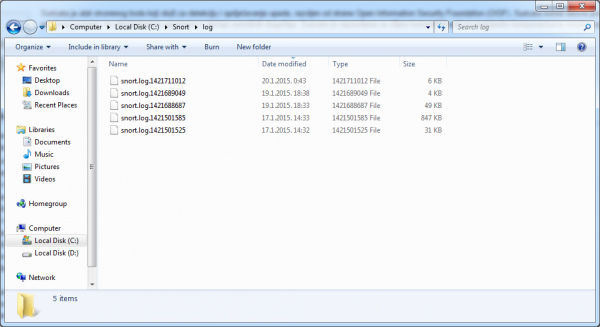 Computer ▸ Local Disk (C:) ▸ Snort ▸ log
Search log
Organize ▾ Include in library ▾ Share with ▾ Burn New folder
Favorites
Desktop
Downloads
Recent Places
Libraries
Documents
Music
Pictures
Videos
Homegroup
Computer
Local Disk (C:)
Local Disk (D:)
Network
Name Date modified Type Size
snort.log.1421711012 20.1.2015. 0:43 1421711012 File 6 KB
snort.log.1421689049 19.1.2015. 18:38 1421689049 File 4 KB
snort.log.1421688687 19.1.2015. 18:33 1421688687 File 49 KB
snort.log.1421501585 17.1.2015. 14:33 1421501585 File 847 KB
snort.log.1421501525 17.1.2015. 14:32 1421501525 File 31 KB
5 items